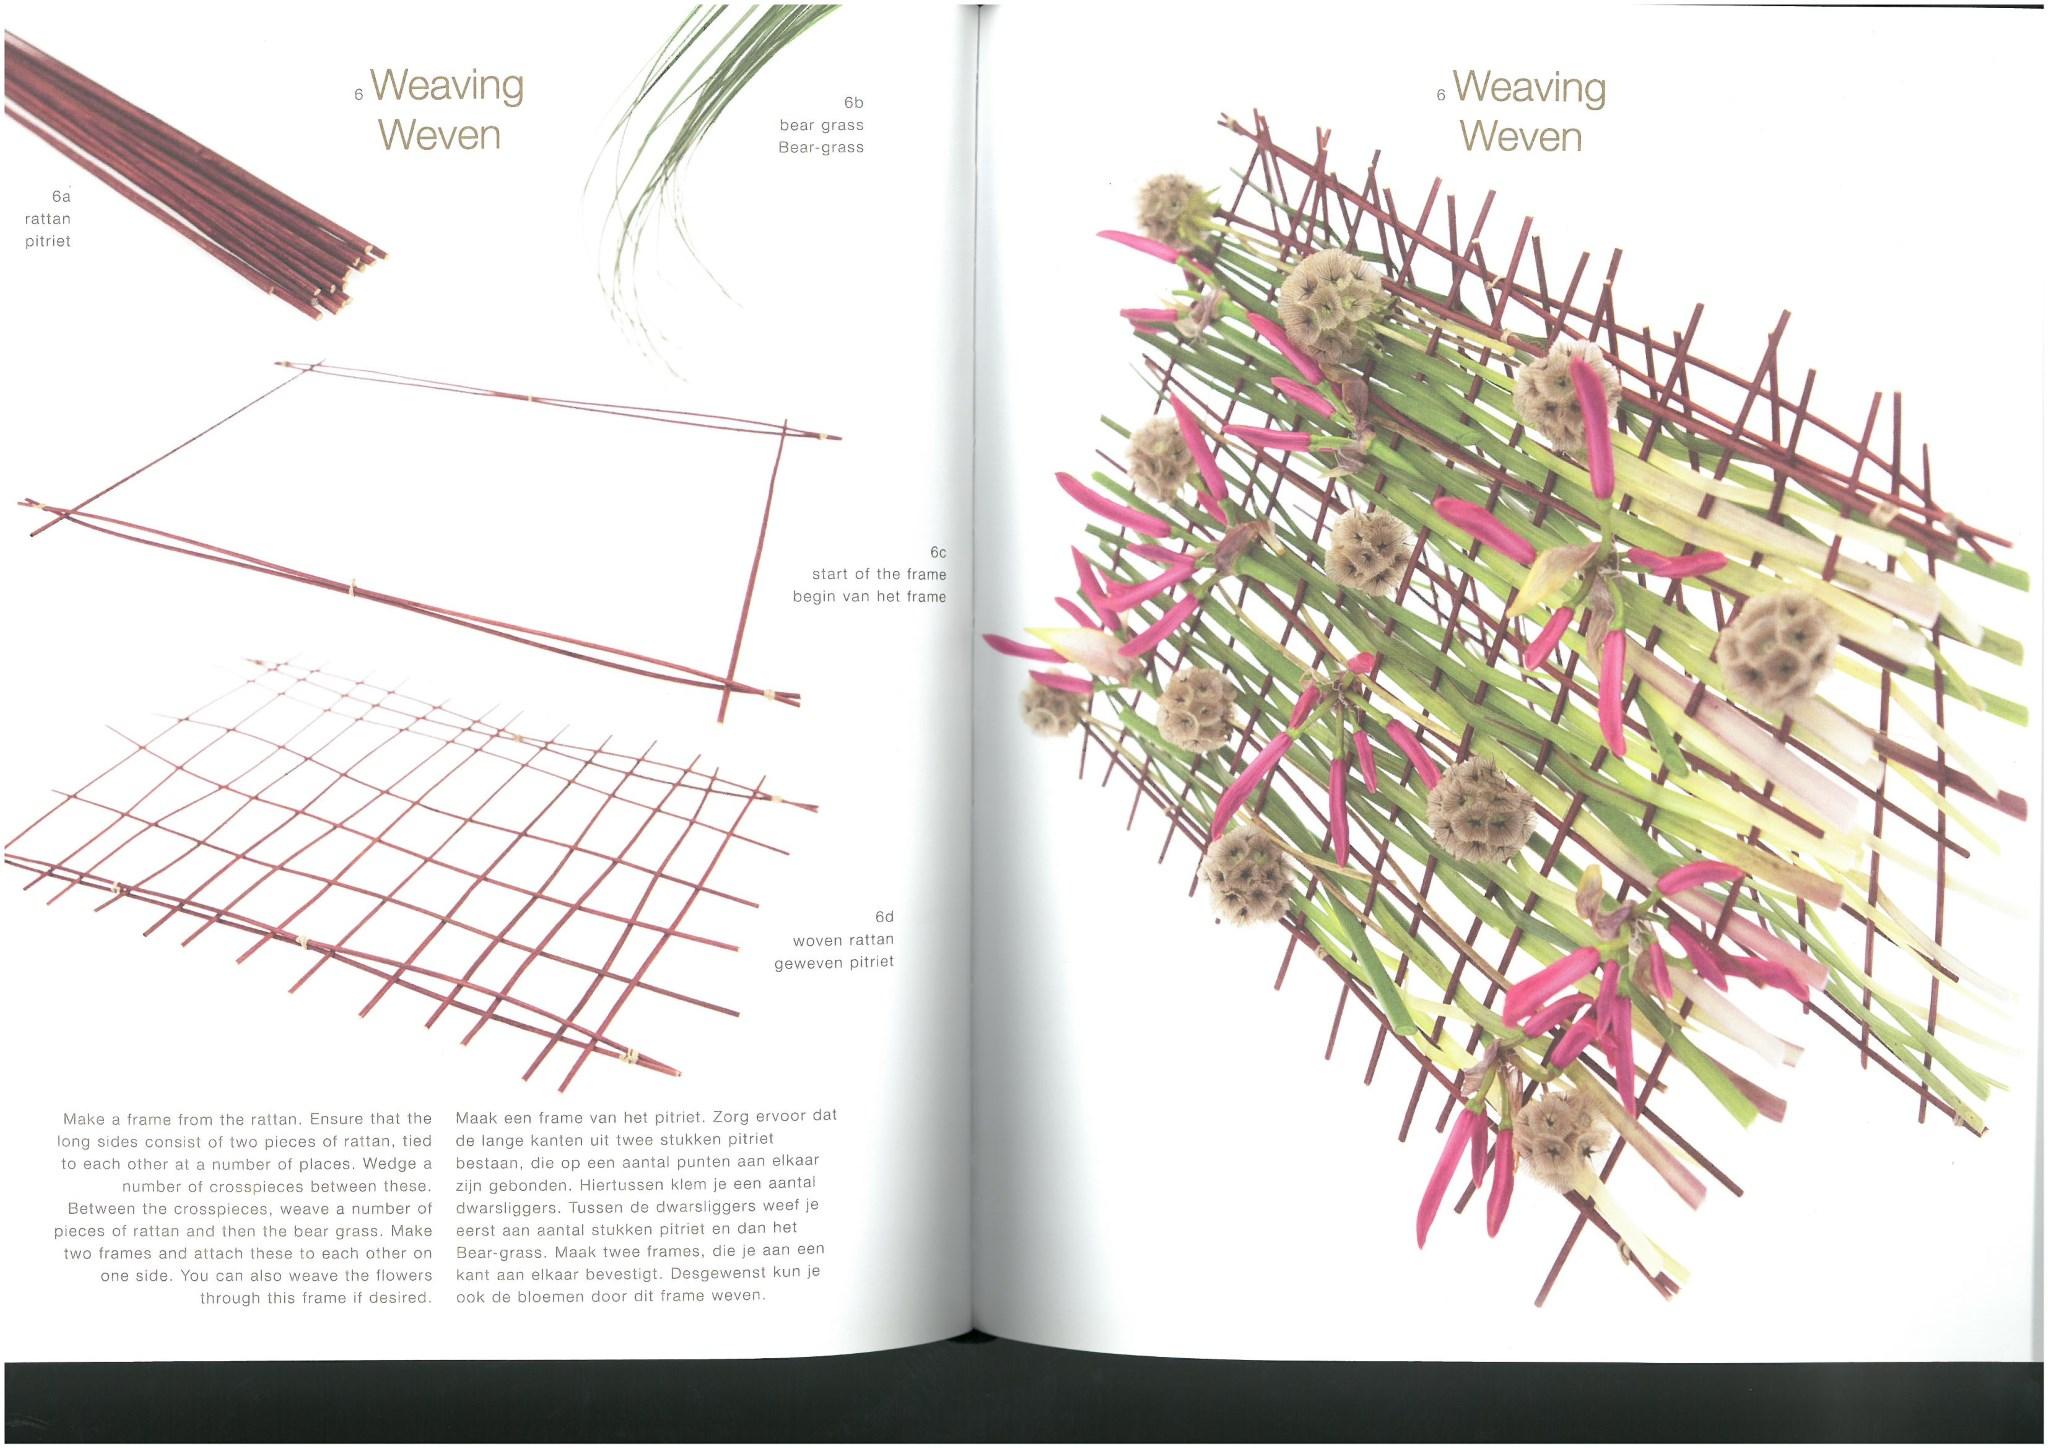 6 Weaving
Weven
6a
rattan
pitriet
6b
bear grass
Bear-grass
6c
start of the frame
begin van het frame
6d
woven rattan
geweven pitriet
Make a frame from the rattan. Ensure that the
long sides consist of two pieces of rattan, tied
to each other at a number of places. Wedge a
number of crosspieces between these.
Between the crosspieces, weave a number of
pieces of rattan and then the bear grass. Make
two frames and attach these to each other on
one side. You can also weave the flowers
through this frame if desired.
Maak een frame van het pitriet. Zorg ervoor dat
de lange kanten uit twee stukken pitriet
bestaan, die op een aantal punten aan elkaar
zijn gebonden. Hiertussen klem je een aantal
dwarsliggers. Tussen de dwarsliggers weef je
eerst aan aantal stukken pitriet en dan het
Bear-grass. Maak twee frames, die je aan een
kant aan elkaar bevestigt. Desgewenst kun je
ook de bloemen door dit frame weven.
6 Weaving
Weven